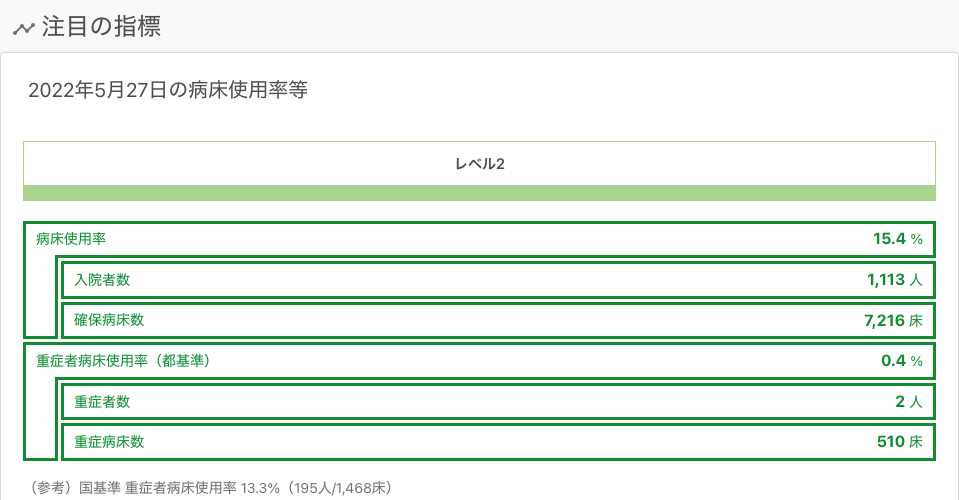 注目の指標
2022年5月27日の病床使用率等
レベル2
病床使用率 15.4 %
入院者数 1,113 人
確保病床数 7,216 床
重症者病床使用率（都基準） 0.4 %
重症者数 2 人
重症病床数 510 床
（参考）国基準 重症者病床使用率 13.3%（195人/1,468床）